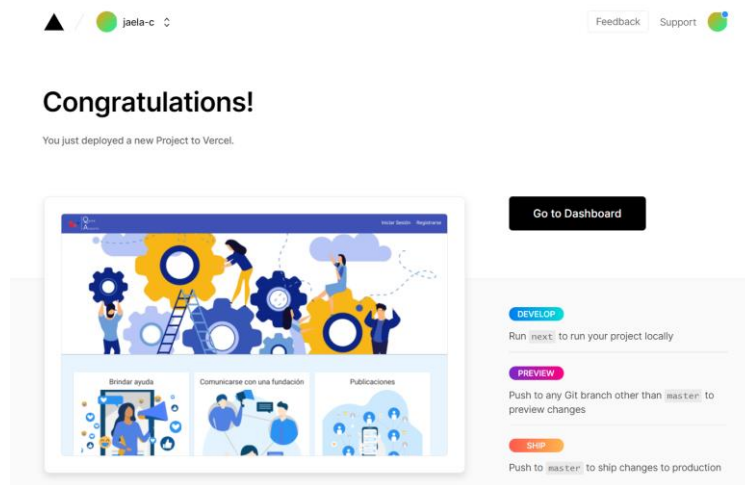 jaela-c
Feedback
Support
Congratulations!
You just deployed a new Project to Vercel.
Iniciar Sesión Registrarse
Brindar ayuda
Comunicarse con una fundación
Publicaciones
Go to Dashboard
DEVELOP
Run next to run your project locally
PREVIEW
Push to any Git branch other than master to
preview changes
SHIP
Push to master to ship changes to production